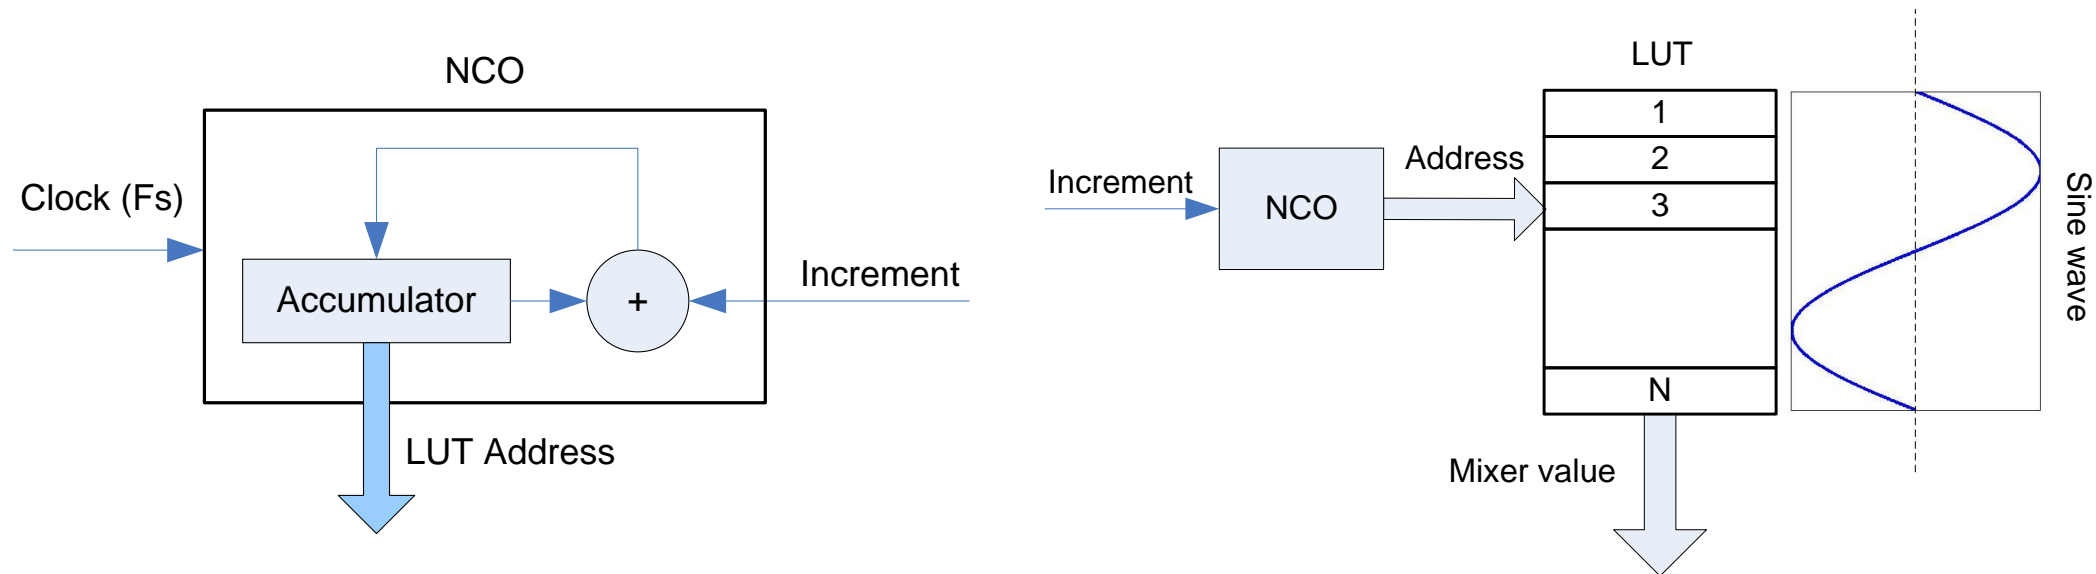 NCO
Clock (Fs)
Accumulator
+
Increment
LUT Address
LUT
1
2
3
N
Increment
NCO
Address
Mixer value
Sine wave